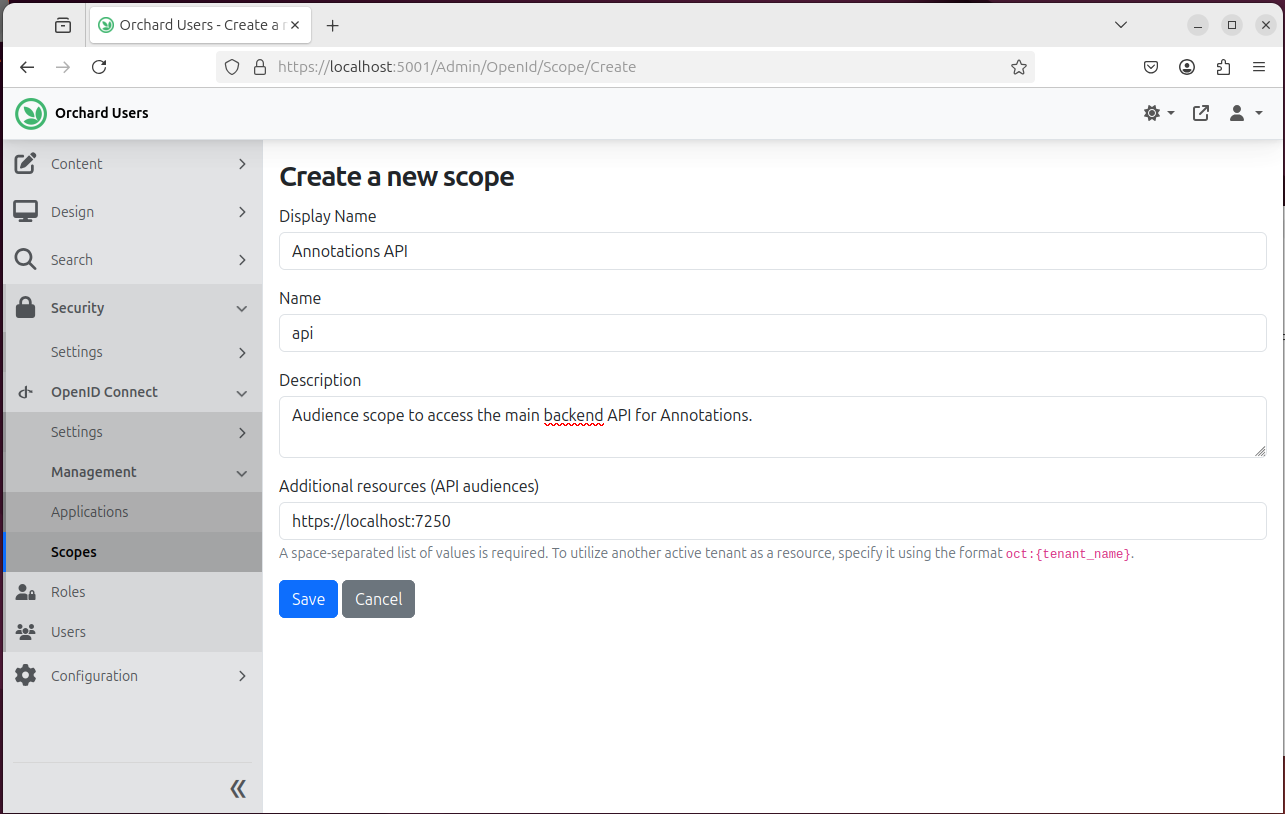 Orchard Users - Create a n
https://localhost:5001/Admin/OpenId/Scope/Create
Orchard Users
Content
Design
Search
Security
Settings
OpenID Connect
Settings
Management
Applications
Scopes
Roles
Users
Configuration
Create a new scope
Display Name
Annotations API
Name
api
Description
Audience scope to access the main backend API for Annotations.
Additional resources (API audiences)
https://localhost:7250
A space-separated list of values is required. To utilize another active tenant as a resource, specify it using the format oct:{tenant_name}.
Save Cancel